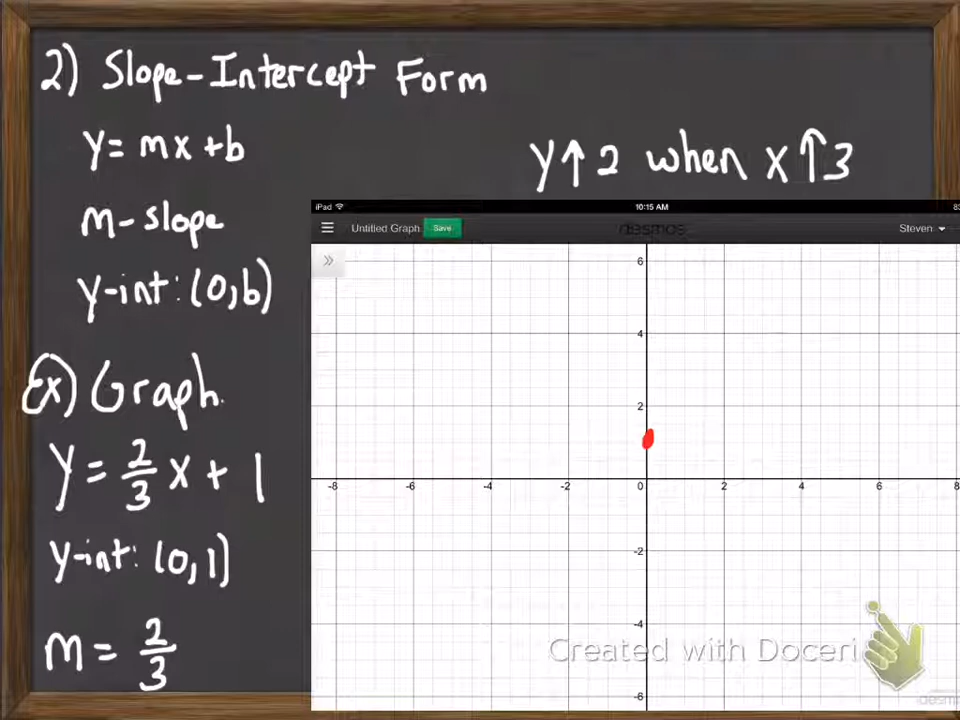 2) Slope-Intercept Form
y = mx + b
m - slope
y-int: (0, b)
y ↑ 2 when x ↑ 3
iPad 10:15 AM 83
Untitled Graph Save desmos Steven
6
4
2
-8 -6 -4 -2 0 2 4 6 8
-2
-4
-6
Ex) Graph.
y = 2/3 x + 1
y-int: (0, 1)
m = 2/3
Created with Doceri
desmos